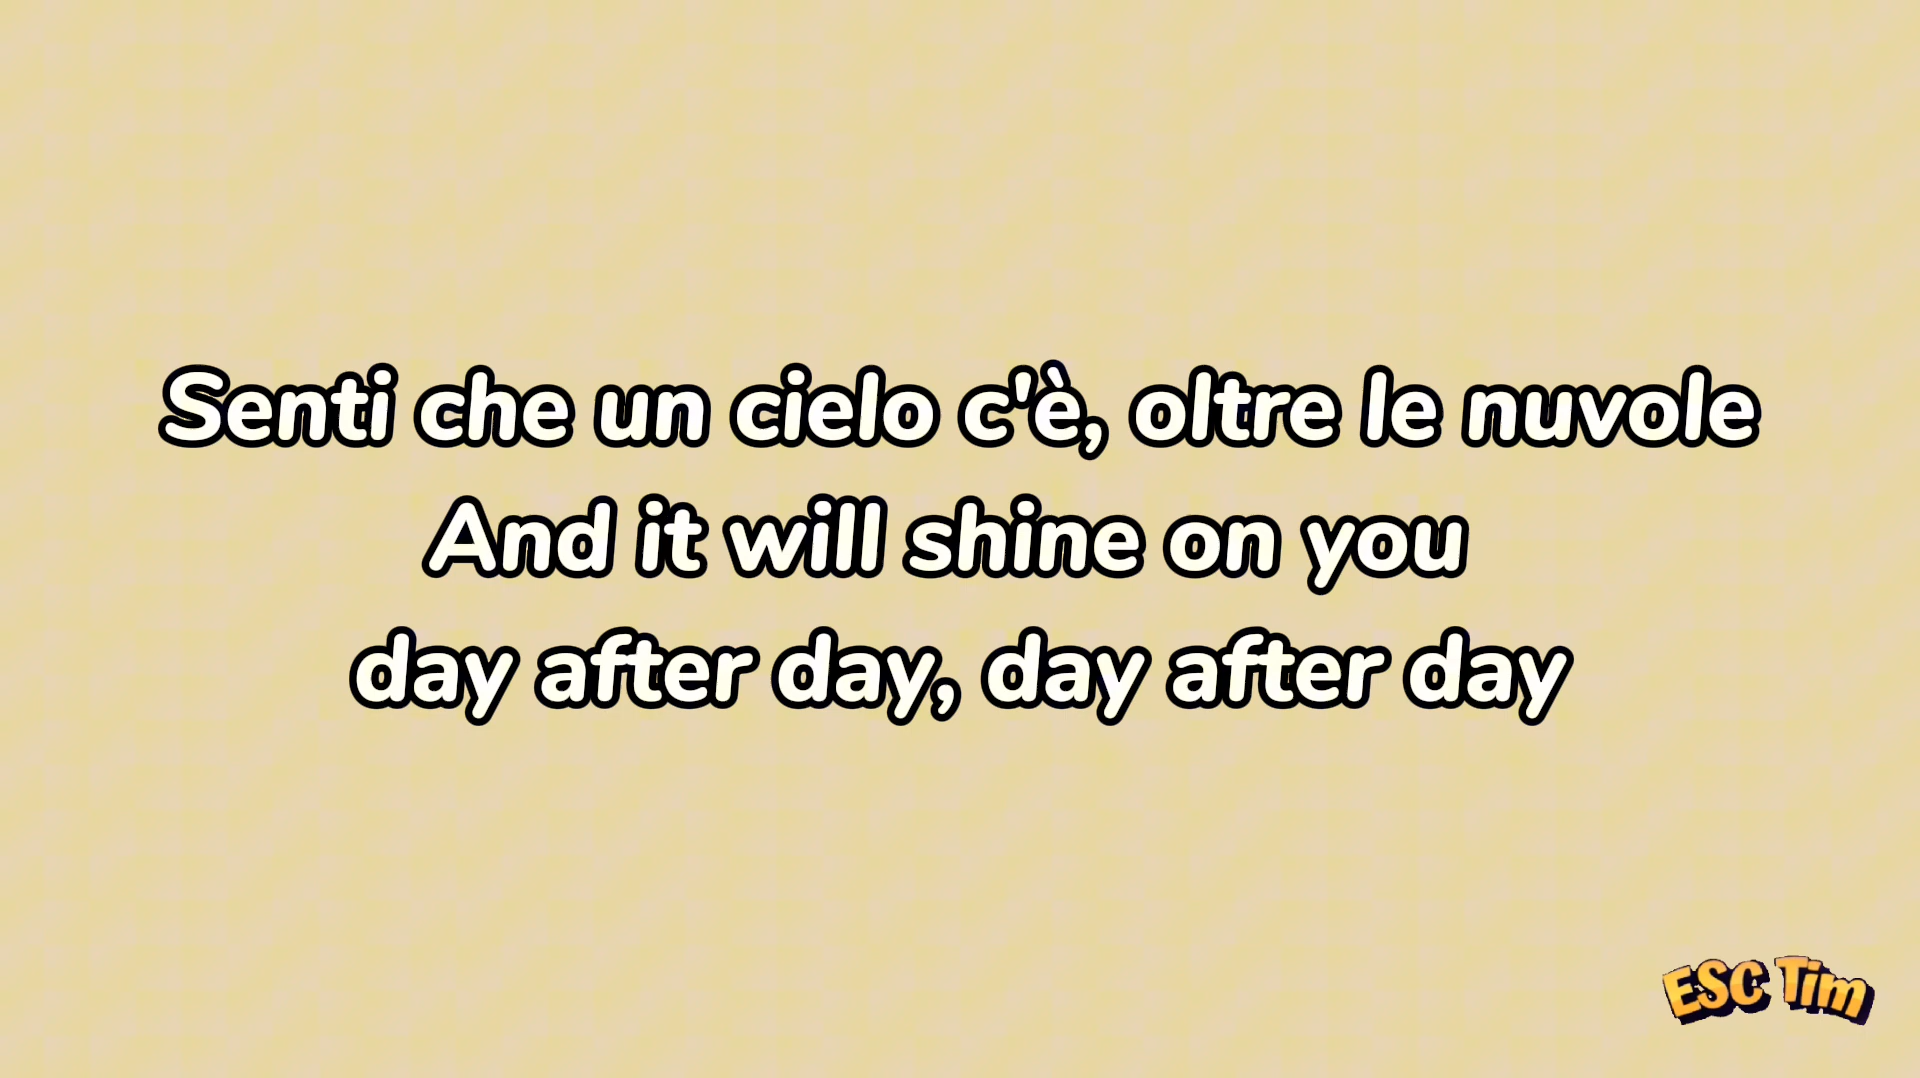 Senti che un cielo c'è, oltre le nuvole
And it will shine on you
day after day, day after day
ESC Tim